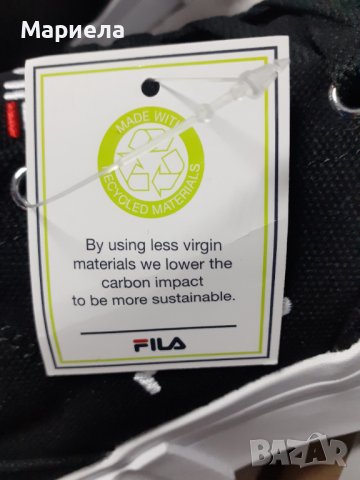 Мариела
MADE WITH
RECYCLED MATERIALS
By using less virgin
materials we lower the
carbon impact
to be more sustainable.
FILA
BAZAR